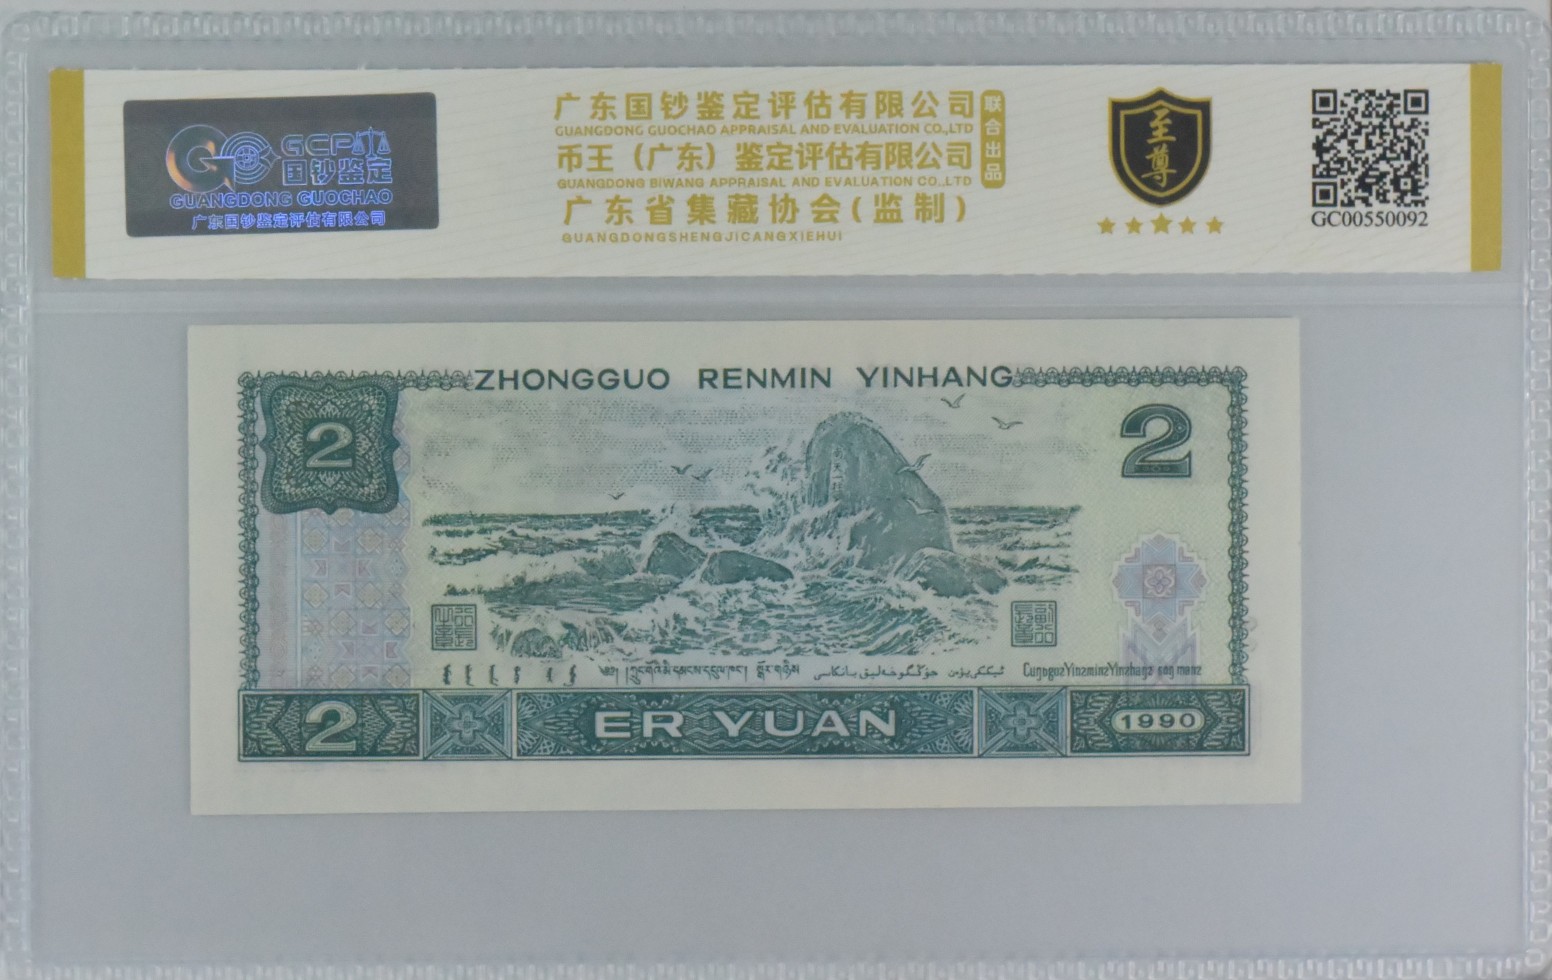 GCP
国钞鉴定
GUANGDONG GUOCHAO
广东国钞鉴定评估有限公司
广东国钞鉴定评估有限公司
GUANGDONG GUOCHAO APPRAISAL AND EVALUATION CO.,LTD
币王（广东）鉴定评估有限公司
GUANGDONG BIWANG APPRAISAL AND EVALUATION CO.,LTD
广东省集藏协会(监制)
GUANGDONGSHENGJICANGXIEHUI
联合出品
至尊
GC00550092
ZHONGGUO RENMIN YINHANG
2
2
2
ER YUAN
1990